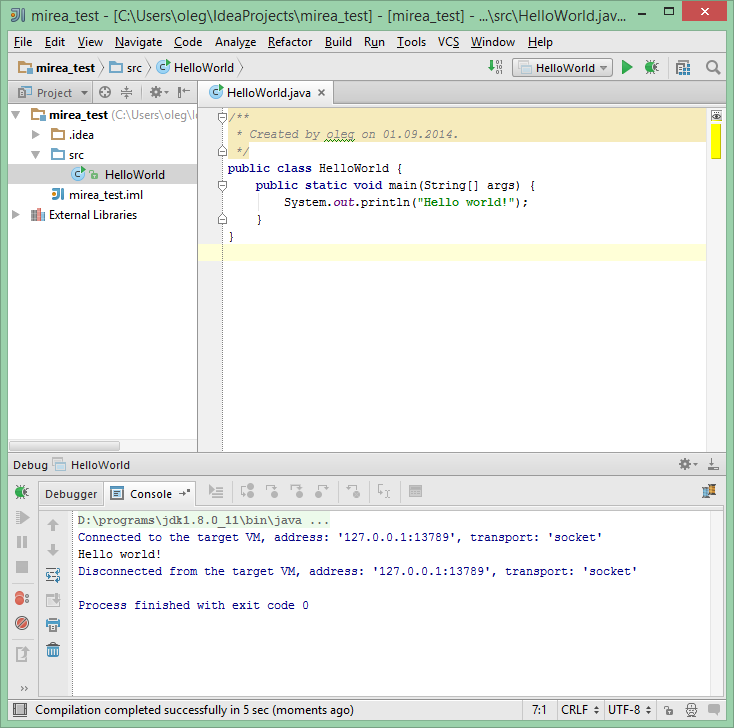 mirea_test - [C:\Users\oleg\IdeaProjects\mirea_test] - [mirea_test] - ...\src\HelloWorld.jav...
File Edit View Navigate Code Analyze Refactor Build Run Tools VCS Window Help
mirea_test src HelloWorld HelloWorld
Project HelloWorld.java
mirea_test (C:\Users\oleg\I
.idea
src
HelloWorld
mirea_test.iml
External Libraries
/**
* Created by oleg on 01.09.2014.
*/
public class HelloWorld {
public static void main(String[] args) {
System.out.println("Hello world!");
}
}
Debug HelloWorld
Debugger Console
D:\programs\jdk1.8.0_11\bin\java ...
Connected to the target VM, address: '127.0.0.1:13789', transport: 'socket'
Hello world!
Disconnected from the target VM, address: '127.0.0.1:13789', transport: 'socket'
Process finished with exit code 0
Compilation completed successfully in 5 sec (moments ago) 7:1 CRLF UTF-8